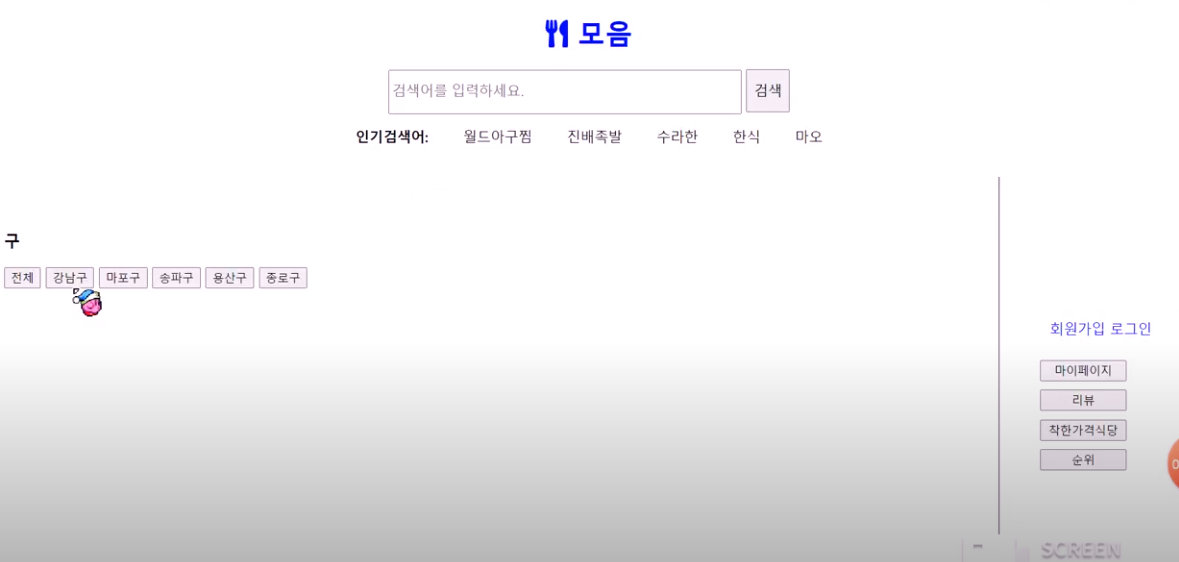 모음
검색어를 입력하세요. 검색
인기검색어: 월드아구찜 진배족발 수라한 한식 마오
구
전체 강남구 마포구 송파구 용산구 종로구
회원가입 로그인
마이페이지
리뷰
착한가격식당
순위
0
SCREEN